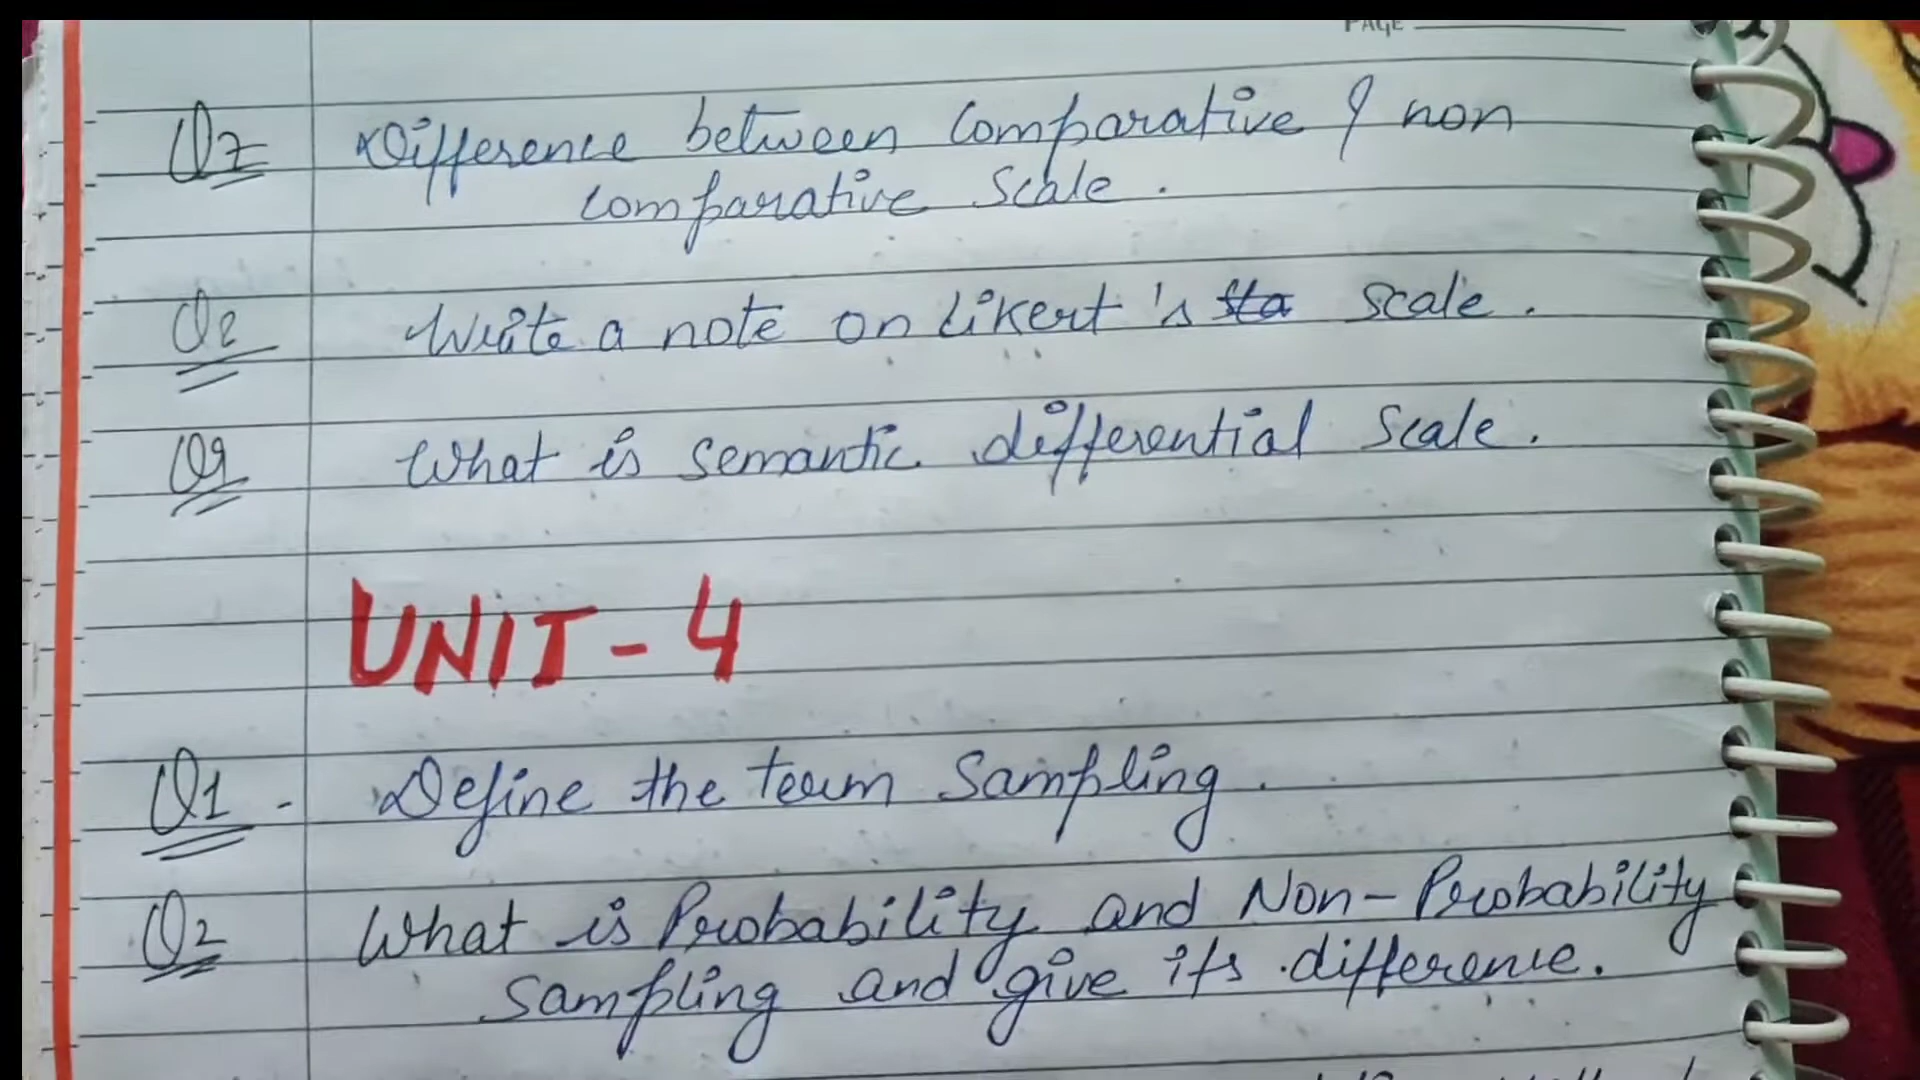 PAGE
Q7 Difference between Comparative & non
comparative Scale.
Q8 Write a note on Likert's sta scale.
Q9 What is semantic differential Scale.
UNIT-4
Q1 - Define the term Sampling.
Q2 What is Probability and Non-Probability
Sampling and give its difference.